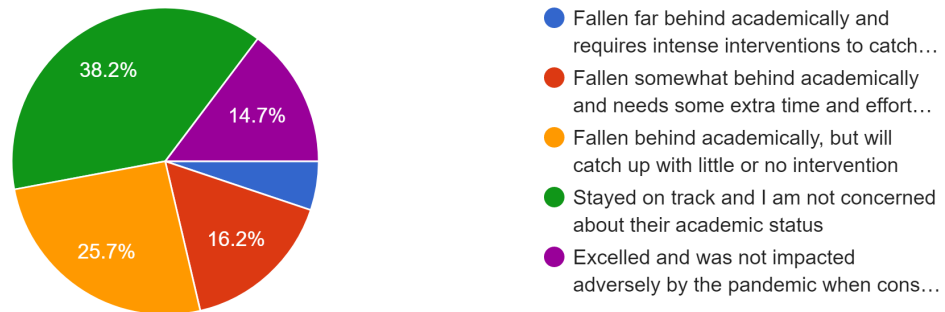 38.2%
14.7%
16.2%
25.7%
Fallen far behind academically and
requires intense interventions to catch…
Fallen somewhat behind academically
and needs some extra time and effort…
Fallen behind academically, but will
catch up with little or no intervention
Stayed on track and I am not concerned
about their academic status
Excelled and was not impacted
adversely by the pandemic when cons…